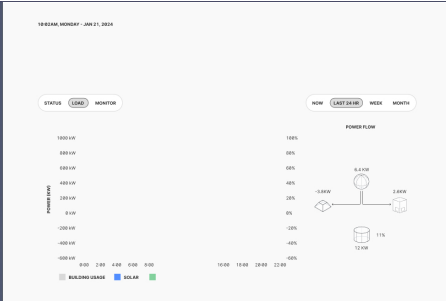 10:02AM, MONDAY - JAN 21, 2024
STATUS LOAD MONITOR
NOW LAST 24 HR WEEK MONTH
POWER FLOW
POWER (KW)
1000 kW
800 kW
600 kW
400 kW
200 kW
0 kW
-200 kW
-400 kW
-600 kW
100%
80%
60%
40%
20%
0%
-20%
-40%
-60%
0:00 2:00 4:00 6:00 8:00 16:00 18:00 20:00 22:00
BUILDING USAGE SOLAR
6.4 KW
-3.8KW
2.6KW
11%
12 KW